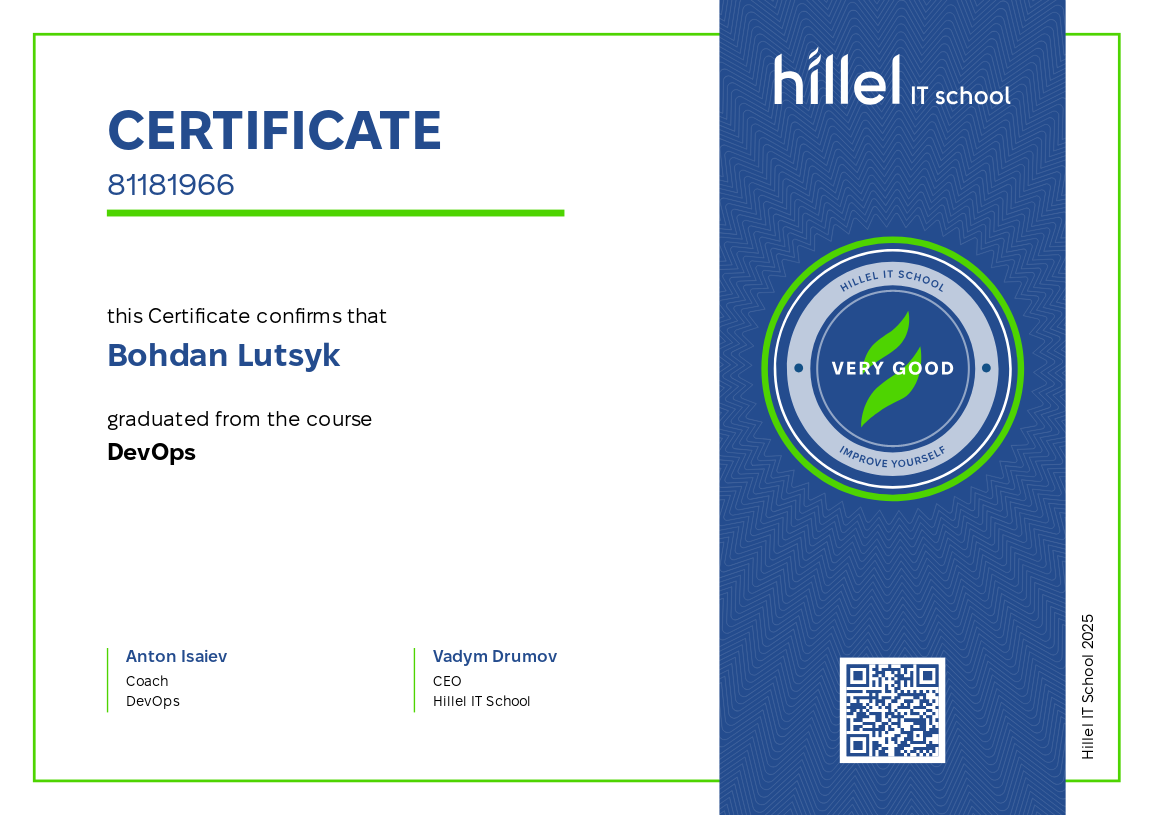 CERTIFICATE
81181966
this Certificate confirms that
Bohdan Lutsyk
graduated from the course
DevOps
Anton Isaiev
Coach
DevOps
Vadym Drumov
CEO
Hillel IT School
hillel IT school
HILLEL IT SCHOOL
VERY GOOD
IMPROVE YOURSELF
Hillel IT School 2025